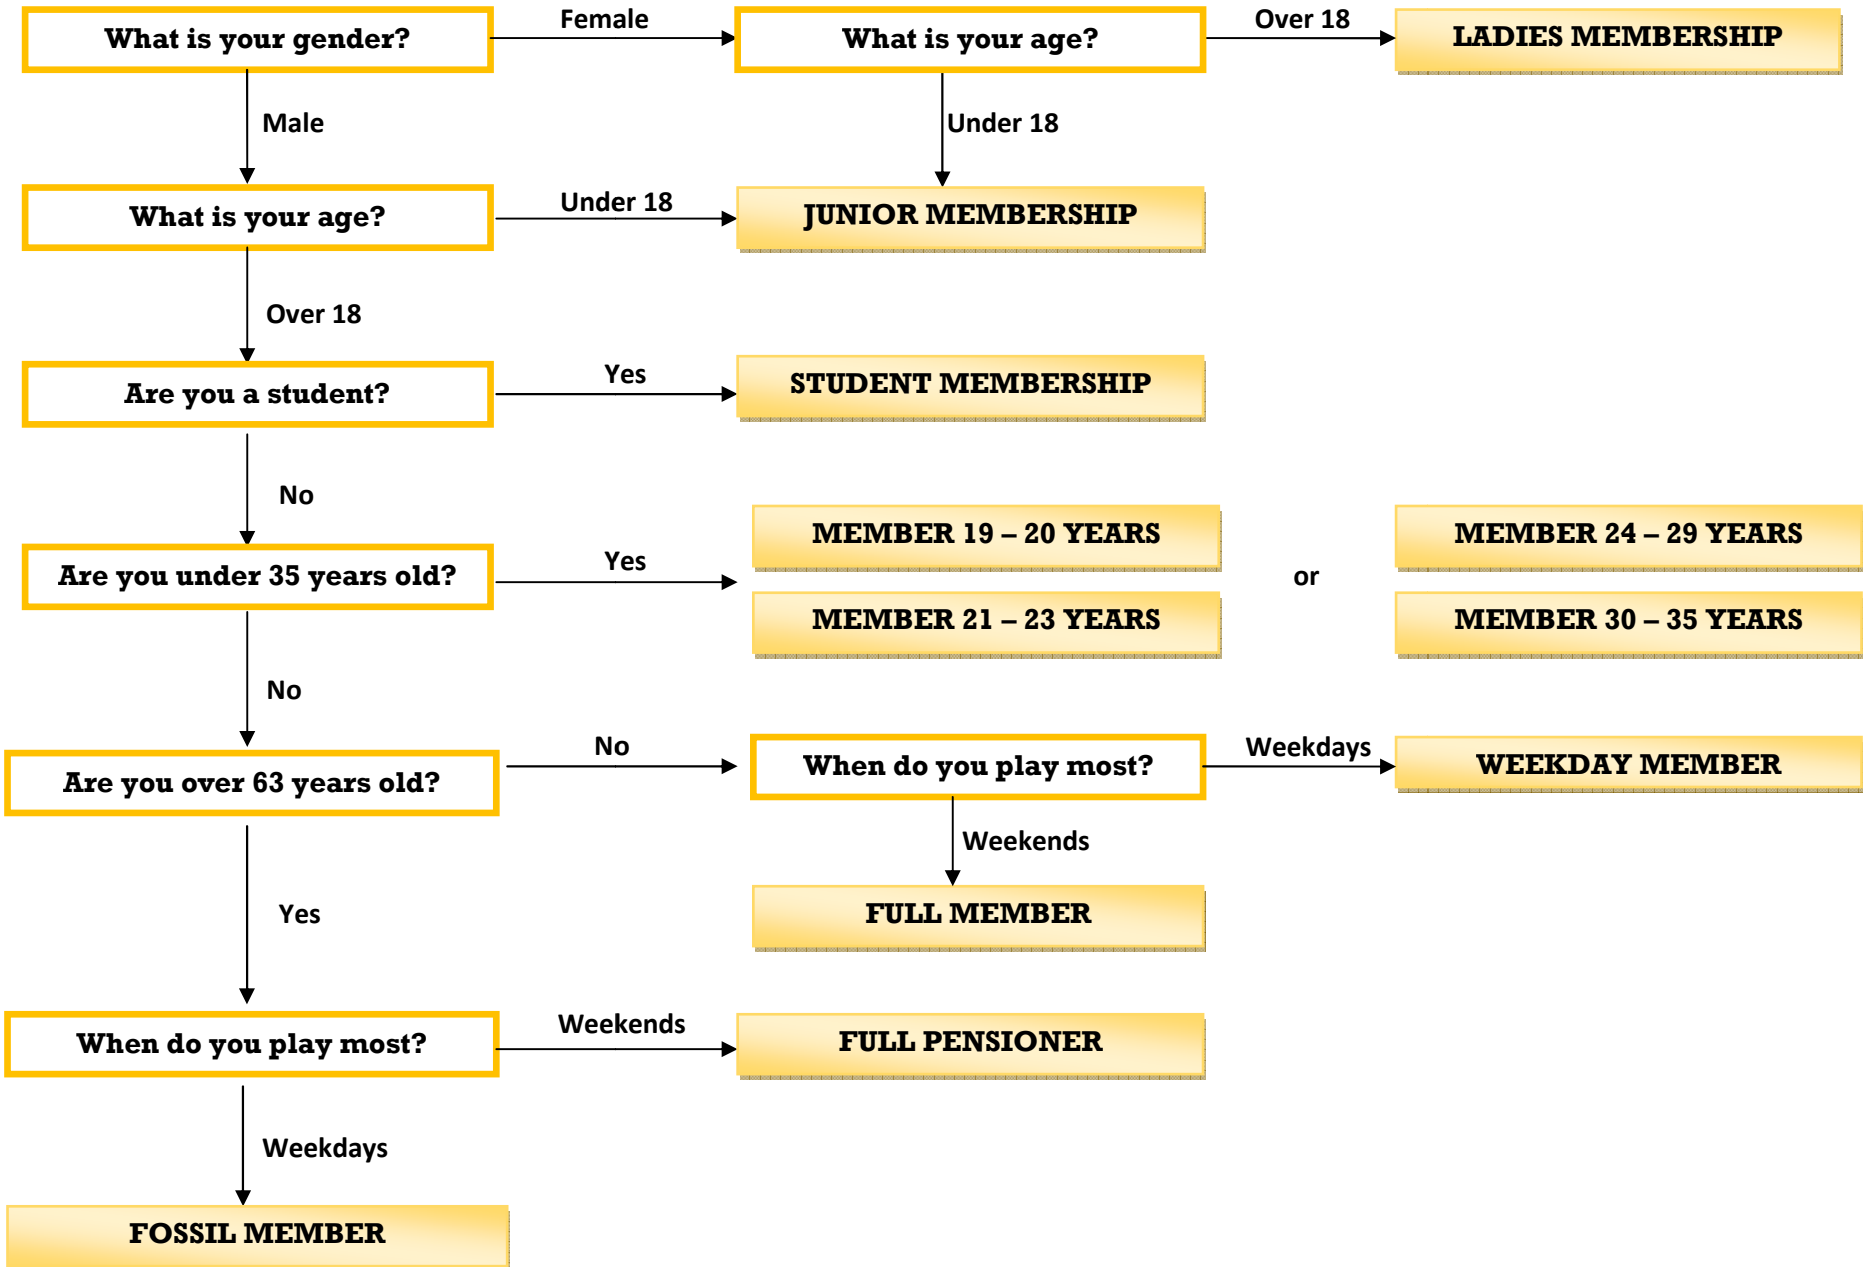 What is your gender?
Female
What is your age?
Over 18
LADIES MEMBERSHIP
Male
Under 18
What is your age?
Under 18
JUNIOR MEMBERSHIP
Over 18
Are you a student?
Yes
STUDENT MEMBERSHIP
No
Are you under 35 years old?
Yes
MEMBER 19 – 20 YEARS
MEMBER 21 – 23 YEARS
or
MEMBER 24 – 29 YEARS
MEMBER 30 – 35 YEARS
No
Are you over 63 years old?
No
When do you play most?
Weekdays
WEEKDAY MEMBER
Weekends
FULL MEMBER
Yes
When do you play most?
Weekends
FULL PENSIONER
Weekdays
FOSSIL MEMBER